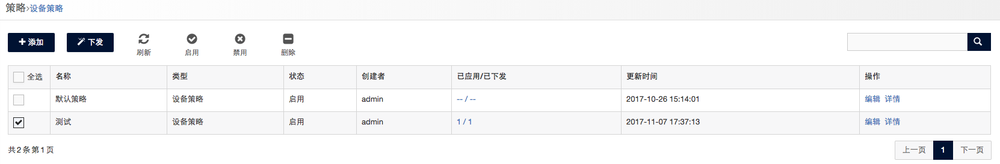 策略>设备策略
添加 下发 刷新 启用 禁用 删除
全选 名称 类型 状态 创建者 已应用/已下发 更新时间 操作
默认策略 设备策略 启用 admin -- / -- 2017-10-26 15:14:01 编辑 详情
测试 设备策略 启用 admin 1 / 1 2017-11-07 17:37:13 编辑 详情
共2条第1页 上一页 1 下一页